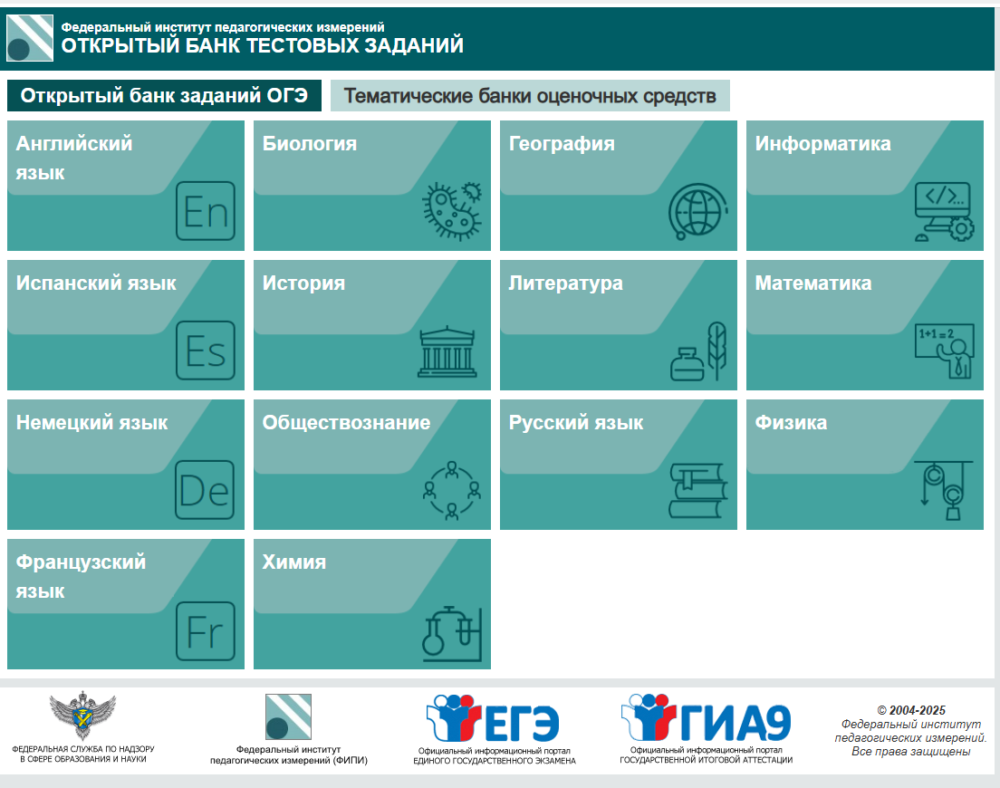 Федеральный институт педагогических измерений
ОТКРЫТЫЙ БАНК ТЕСТОВЫХ ЗАДАНИЙ
Открытый банк заданий ОГЭ
Тематические банки оценочных средств
Английский
язык
En
Биология
География
Информатика
</>...
Испанский язык
Es
История
Литература
Математика
1+1=2
Немецкий язык
De
Обществознание
Русский язык
Физика
Французский
язык
Fr
Химия
ФЕДЕРАЛЬНАЯ СЛУЖБА ПО НАДЗОРУ
В СФЕРЕ ОБРАЗОВАНИЯ И НАУКИ
Федеральный институт
педагогических измерений (ФИПИ)
ЕГЭ
Официальный информационный портал
ЕДИНОГО ГОСУДАРСТВЕННОГО ЭКЗАМЕНА
ГИА9
Официальный информационный портал
ГОСУДАРСТВЕННОЙ ИТОГОВОЙ АТТЕСТАЦИИ
© 2004-2025
Федеральный институт
педагогических измерений.
Все права защищены